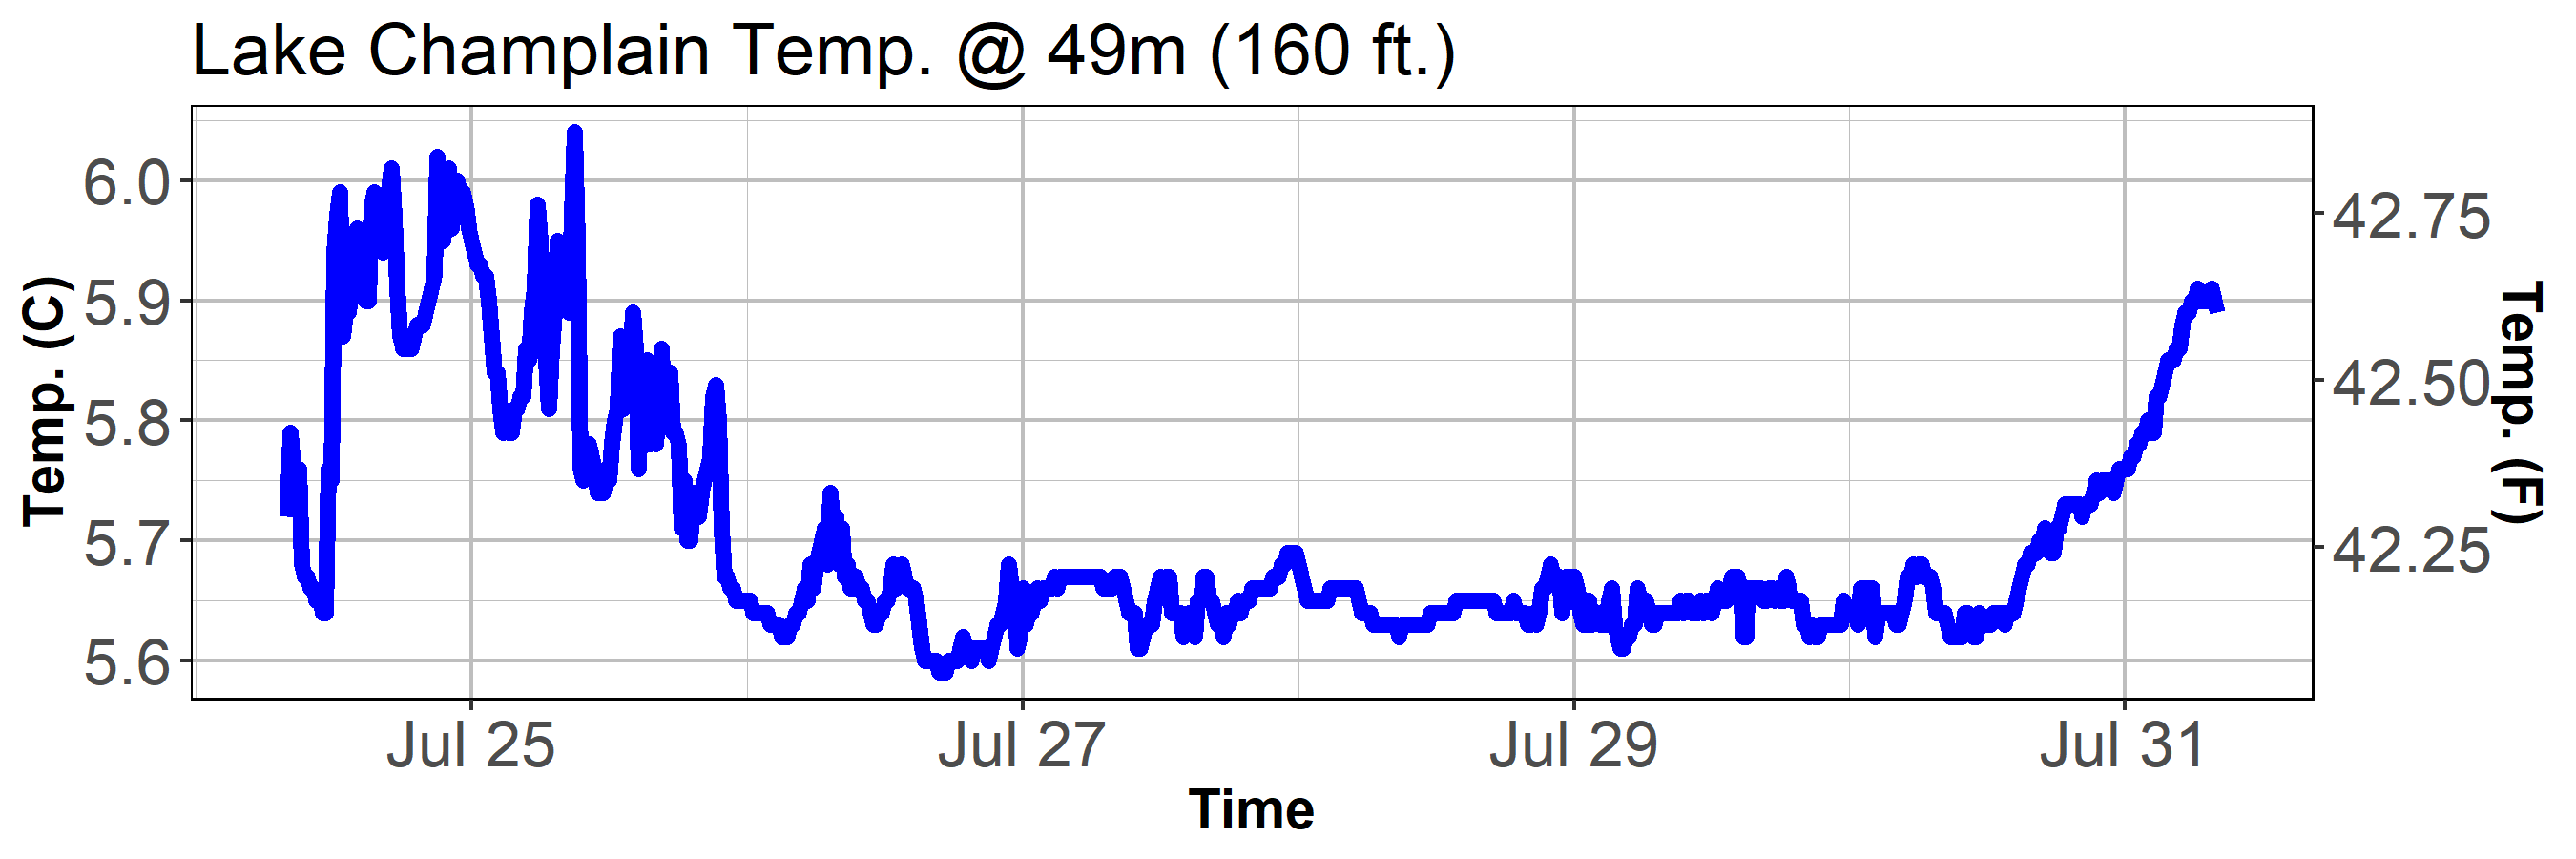 Lake Champlain Temp. @ 49m (160 ft.)
Temp. (C)
6.0
5.9
5.8
5.7
5.6
42.75
42.50
42.25
Temp. (F)
Jul 25 Jul 27 Jul 29 Jul 31
Time